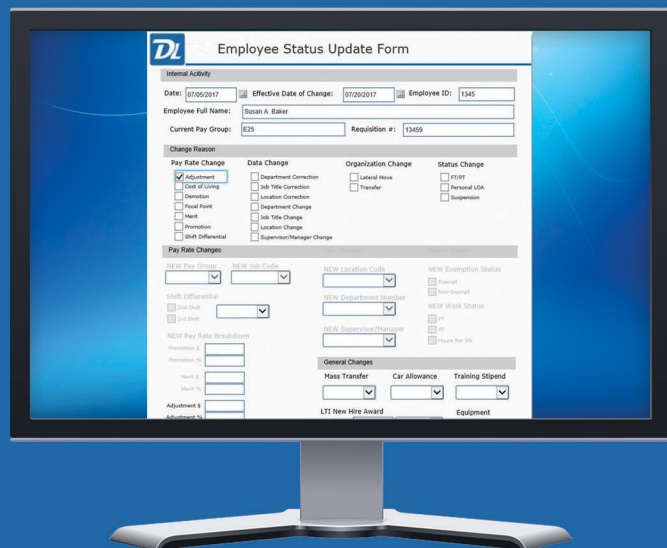 DL Employee Status Update Form
Internal Activity
Date: 07/05/2017 Effective Date of Change: 07/20/2017 Employee ID: 1345
Employee Full Name: Susan A. Baker
Current Pay Group: E25 Requisition #: 13459
Change Reason
Pay Rate Change Data Change Organization Change Status Change
Adjustment Department Correction Lateral Move FT/PT
Cost of Living Job Title Correction Transfer Personal LOA
Demotion Location Correction Suspension
Focal Point Department Change
Merit Job Title Change
Promotion Location Change
Shift Differential Supervisor/Manager Change
Pay Rate Changes
NEW Pay Group NEW Job Code NEW Location Code NEW Exemption Status
Exempt
Non-Exempt
Shift Differential NEW Department Number NEW Work Status
2nd Shift FT
3rd Shift PT
NEW Pay Rate Breakdown NEW Supervisor/Manager Hours Per Wk
Promotion $
Promotion % General Changes
Merit $ Mass Transfer Car Allowance Training Stipend
Merit %
Adjustment $ LTI New Hire Award Equipment
Adjustment %